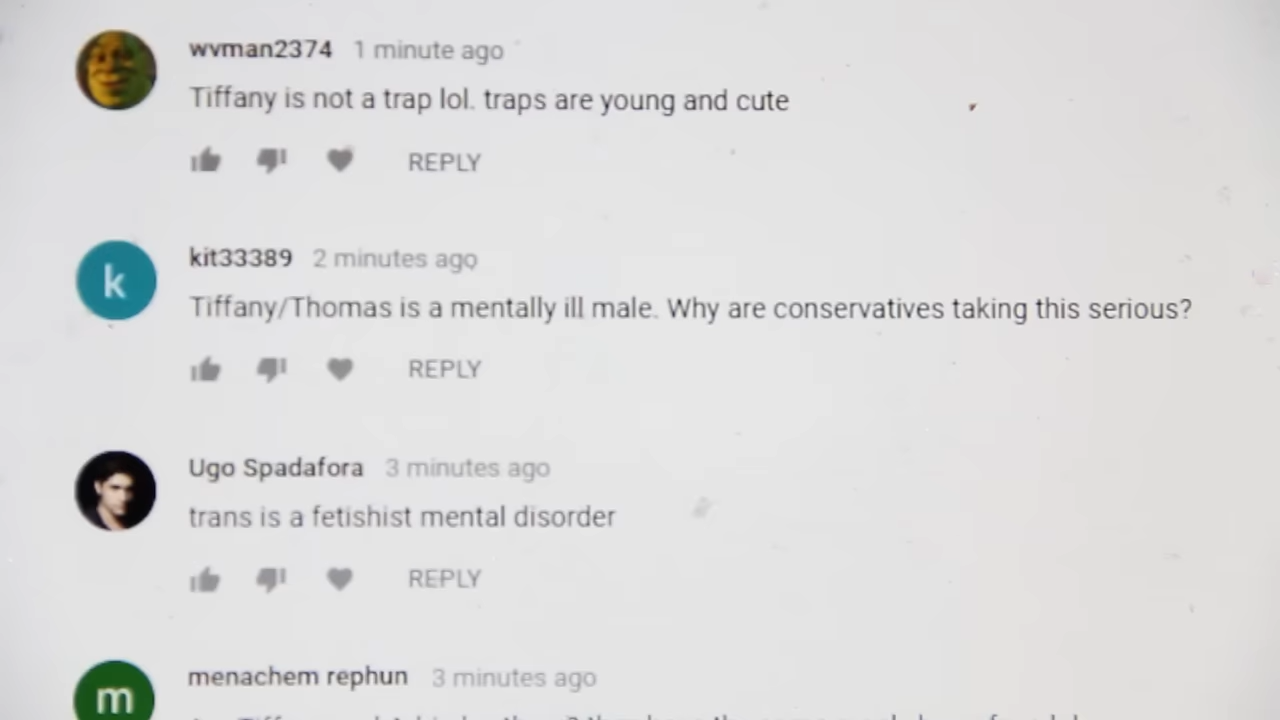 wvman2374 1 minute ago
Tiffany is not a trap lol. traps are young and cute
REPLY
k
kit33389 2 minutes ago
Tiffany/Thomas is a mentally ill male. Why are conservatives taking this serious?
REPLY
Ugo Spadafora 3 minutes ago
trans is a fetishist mental disorder
REPLY
m
menachem rephun 3 minutes ago